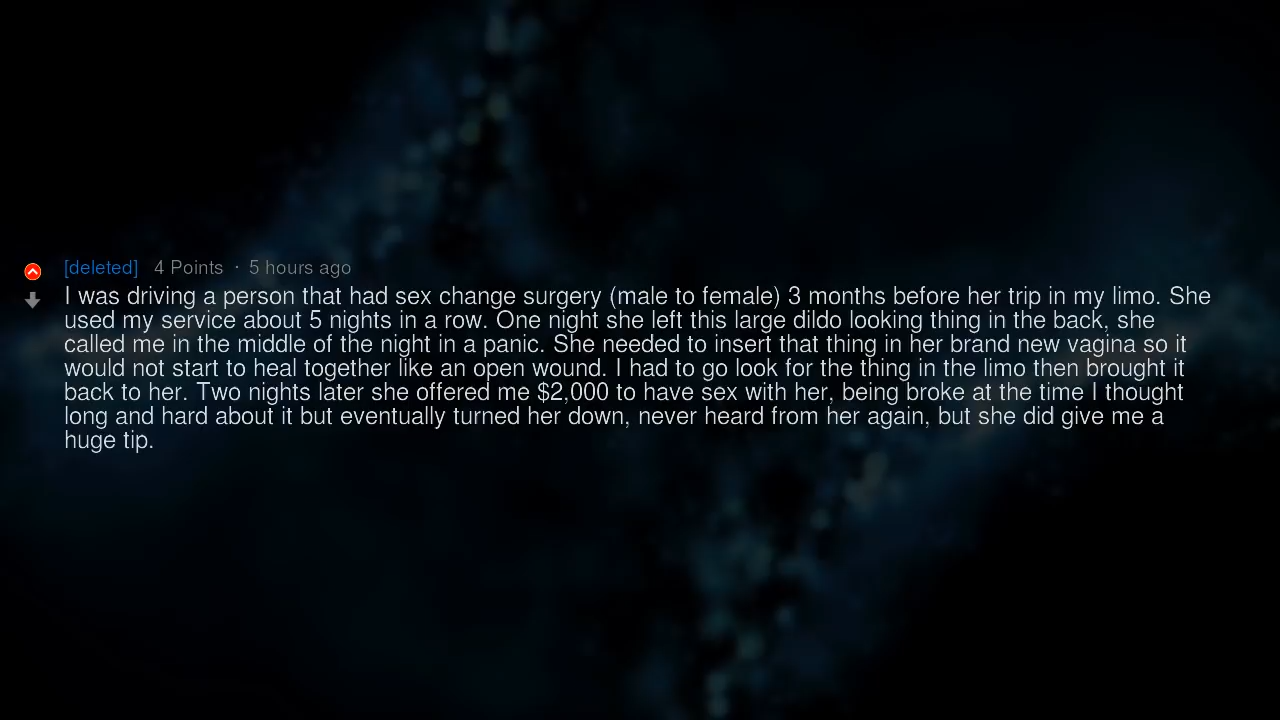 [deleted] 4 Points · 5 hours ago
I was driving a person that had sex change surgery (male to female) 3 months before her trip in my limo. She
used my service about 5 nights in a row. One night she left this large dildo looking thing in the back, she
called me in the middle of the night in a panic. She needed to insert that thing in her brand new vagina so it
would not start to heal together like an open wound. I had to go look for the thing in the limo then brought it
back to her. Two nights later she offered me $2,000 to have sex with her, being broke at the time I thought
long and hard about it but eventually turned her down, never heard from her again, but she did give me a
huge tip.